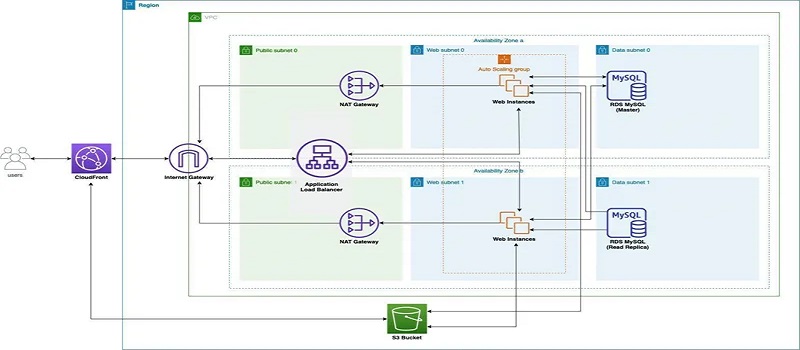 Region
VPC
Availability Zone a
Public subnet 0
Web subnet 0
Data subnet 0
Auto Scaling group
MySQL
NAT Gateway
Web Instances
RDS MySQL
(Master)
users
CloudFront
Internet Gateway
Application
Load Balancer
Availability Zone b
Public subnet
Web subnet 1
Data subnet 1
MySQL
NAT Gateway
Web Instances
RDS MySQL
(Read Replica)
S3 Bucket